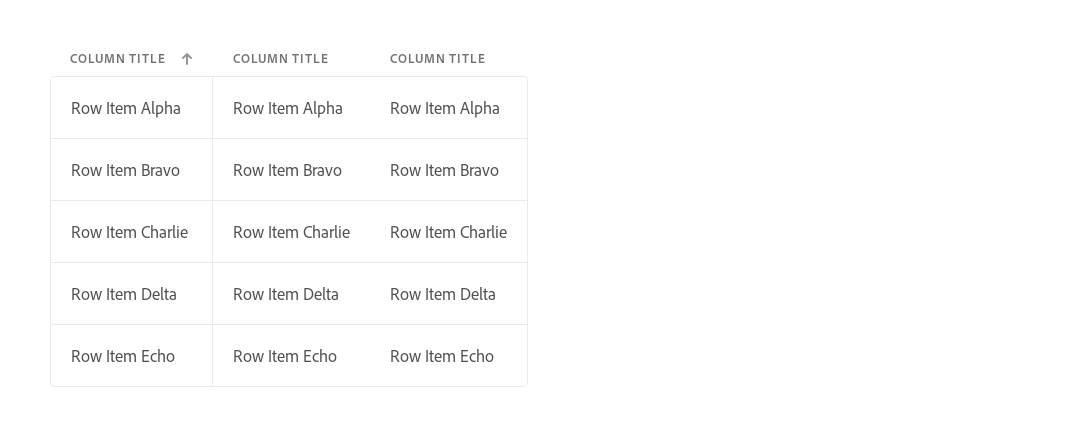 COLUMN TITLE COLUMN TITLE COLUMN TITLE
Row Item Alpha Row Item Alpha Row Item Alpha
Row Item Bravo Row Item Bravo Row Item Bravo
Row Item Charlie Row Item Charlie Row Item Charlie
Row Item Delta Row Item Delta Row Item Delta
Row Item Echo Row Item Echo Row Item Echo